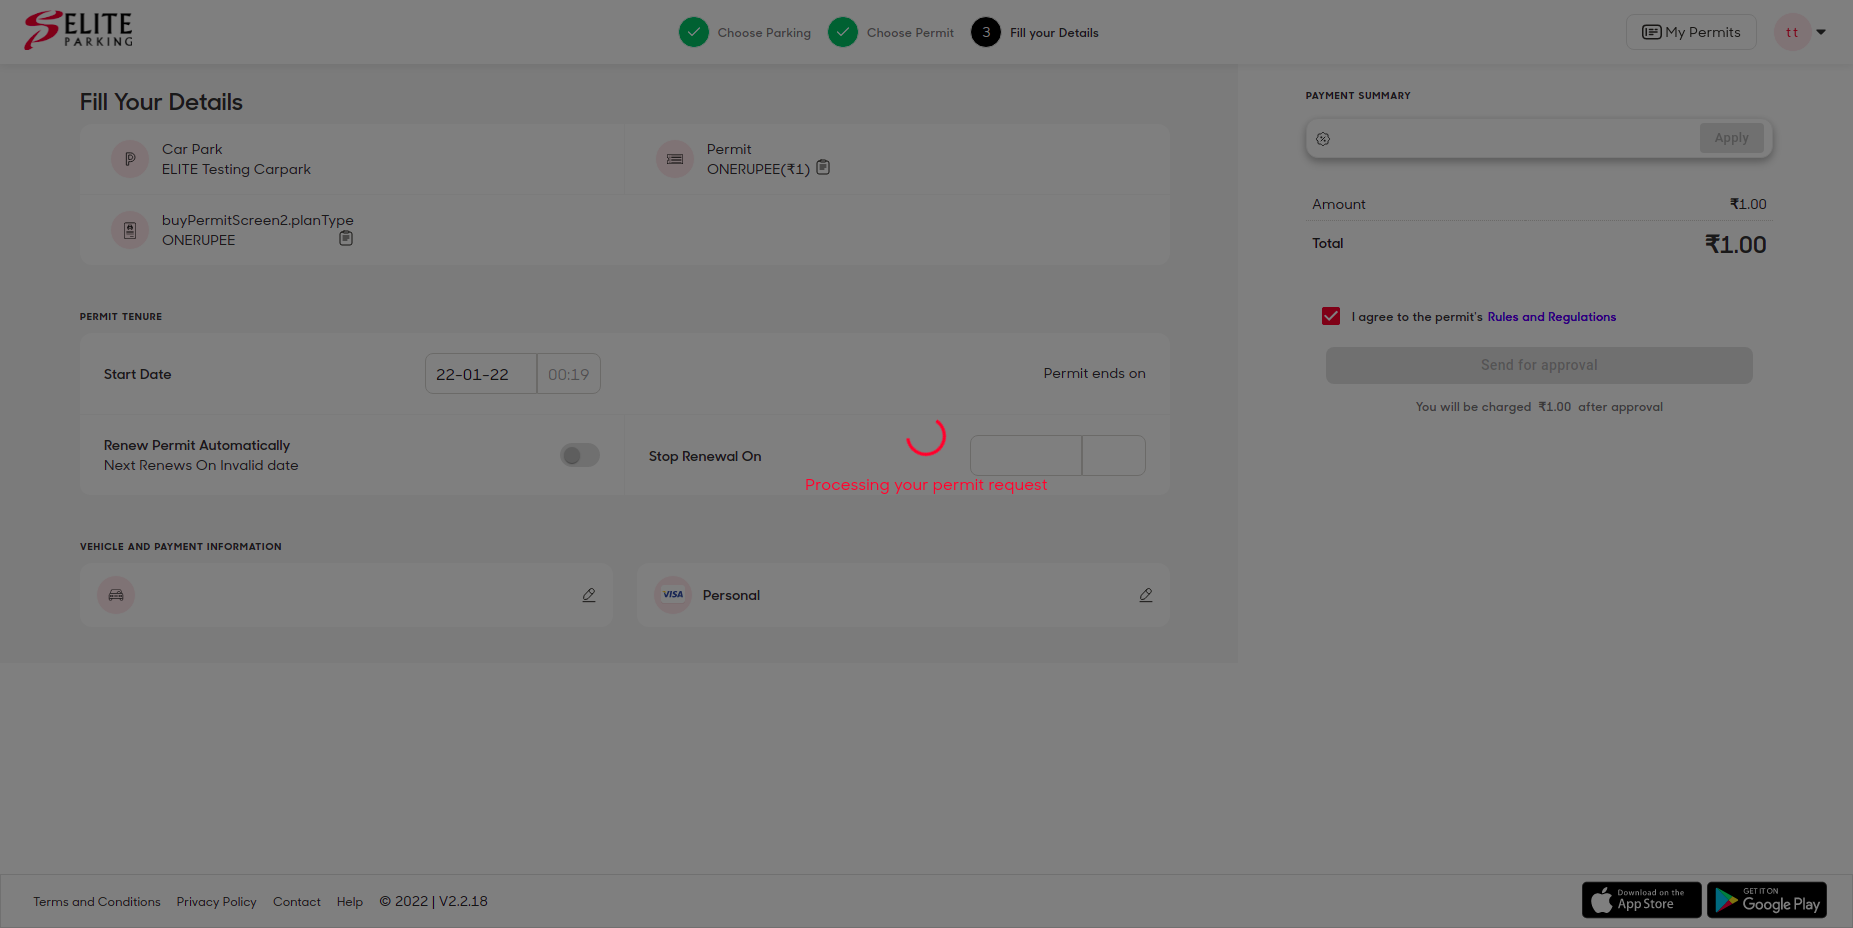 ELITE
PARKING
Choose Parking
Choose Permit
3 Fill your Details
My Permits
tt
Fill Your Details
Car Park
ELITE Testing Carpark
Permit
ONERUPEE(₹1)
buyPermitScreen2.planType
ONERUPEE
PERMIT TENURE
Start Date
22-01-22
00:19
Permit ends on
Renew Permit Automatically
Next Renews On Invalid date
Stop Renewal On
Processing your permit request
VEHICLE AND PAYMENT INFORMATION
VISA
Personal
PAYMENT SUMMARY
Apply
Amount ₹1.00
Total ₹1.00
I agree to the permit's Rules and Regulations
Send for approval
You will be charged ₹1.00 after approval
Terms and Conditions Privacy Policy Contact Help © 2022 | V2.2.18
Download on the
App Store
GET IT ON
Google Play